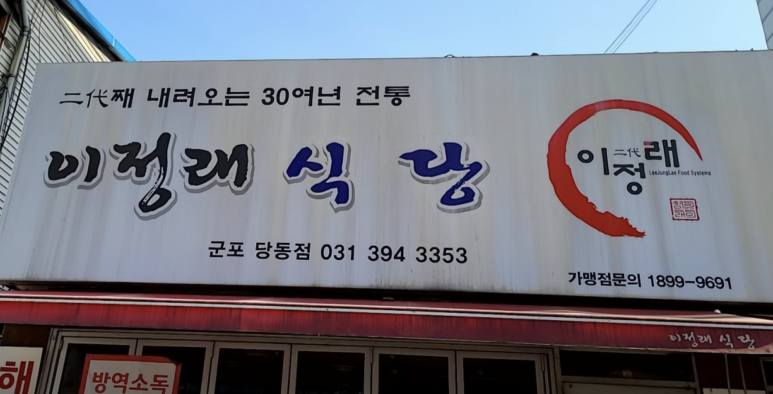 二代째 내려오는 30여년 전통
이정래 식당
군포 당동점 031 394 3353
二代
이정래
LeeJungLae Food Systems
가맹점문의 1899-9691
이정래 식당
해
방역소독